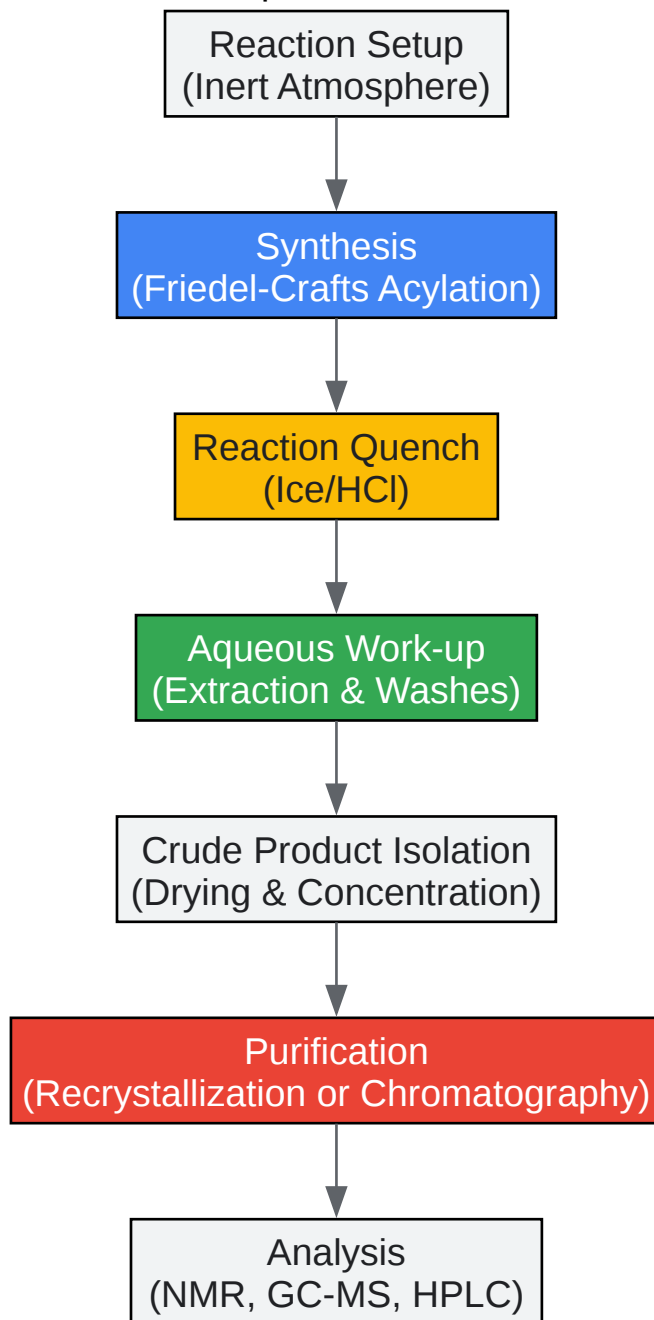 Reaction Setup
(Inert Atmosphere)
Synthesis
(Friedel-Crafts Acylation)
Reaction Quench
(Ice/HCl)
Aqueous Work-up
(Extraction & Washes)
Crude Product Isolation
(Drying & Concentration)
Purification
(Recrystallization or Chromatography)
Analysis
(NMR, GC-MS, HPLC)